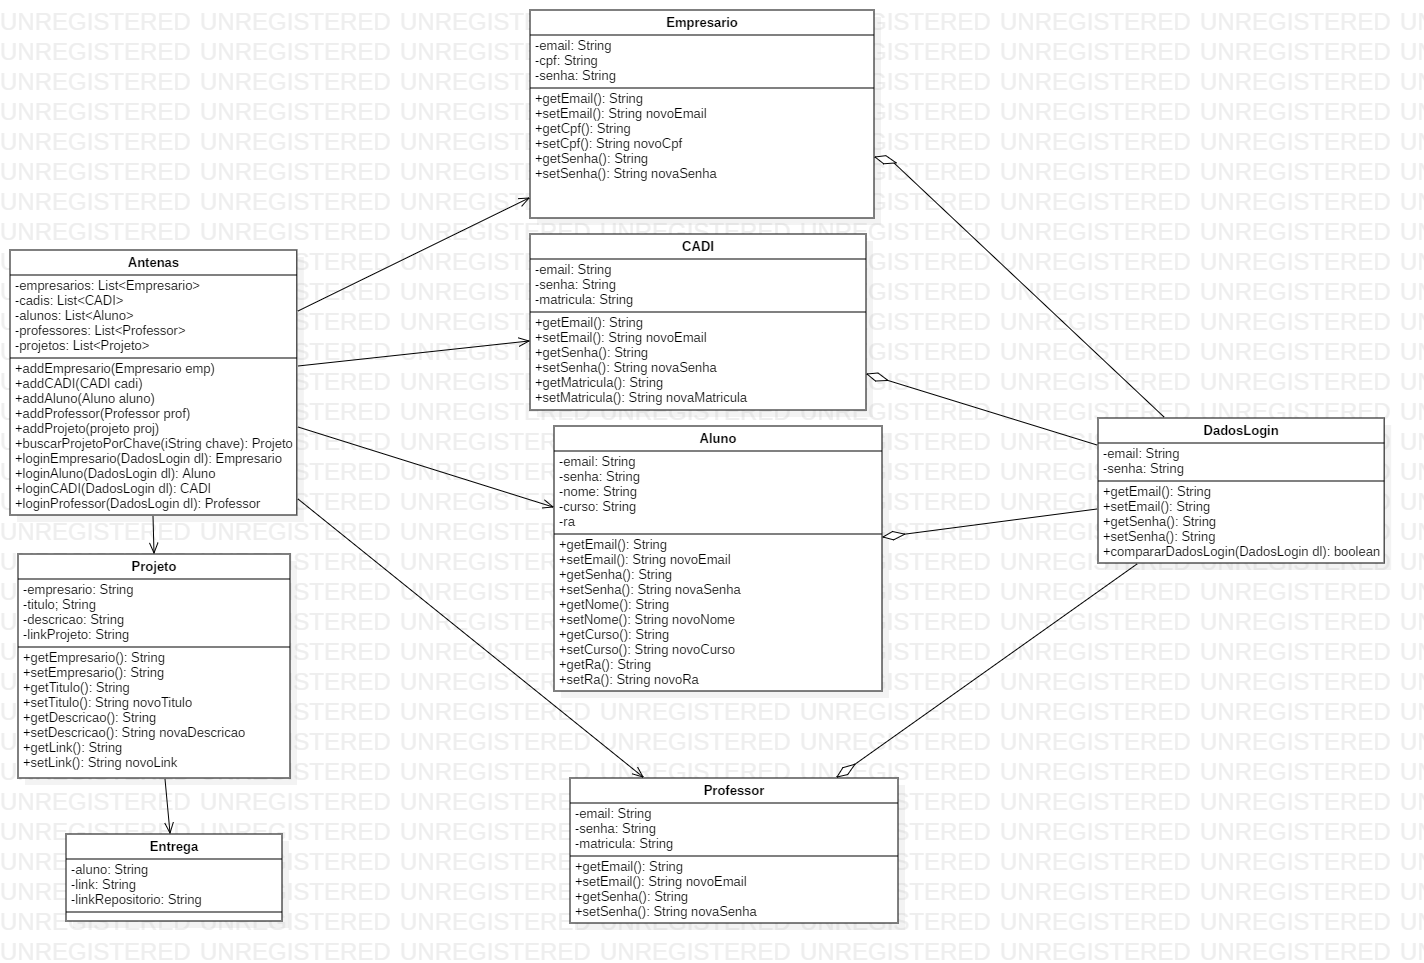 Empresario
-email: String
-cpf: String
-senha: String
+getEmail(): String
+setEmail(): String novoEmail
+getCpf(): String
+setCpf(): String novoCpf
+getSenha(): String
+setSenha(): String novaSenha
CADI
-email: String
-senha: String
-matricula: String
+getEmail(): String
+setEmail(): String novoEmail
+getSenha(): String
+setSenha(): String novaSenha
+getMatricula(): String
+setMatricula(): String novaMatricula
Antenas
-empresarios: List<Empresario>
-cadis: List<CADI>
-alunos: List<Aluno>
-professores: List<Professor>
-projetos: List<Projeto>
+addEmpresario(Empresario emp)
+addCADI(CADI cadi)
+addAluno(Aluno aluno)
+addProfessor(Professor prof)
+addProjeto(projeto proj)
+buscarProjetoPorChave(iString chave): Projeto
+loginEmpresario(DadosLogin dl): Empresario
+loginAluno(DadosLogin dl): Aluno
+loginCADI(DadosLogin dl): CADI
+loginProfessor(DadosLogin dl): Professor
Aluno
-email: String
-senha: String
-nome: String
-curso: String
-ra
+getEmail(): String
+setEmail(): String novoEmail
+getSenha(): String
+setSenha(): String novaSenha
+getNome(): String
+setNome(): String novoNome
+getCurso(): String
+setCurso(): String novoCurso
+getRa(): String
+setRa(): String novoRa
DadosLogin
-email: String
-senha: String
+getEmail(): String
+setEmail(): String
+getSenha(): String
+setSenha(): String
+compararDadosLogin(DadosLogin dl): boolean
Projeto
-empresario: String
-titulo; String
-descricao: String
-linkProjeto: String
+getEmpresario(): String
+setEmpresario(): String
+getTitulo(): String
+setTitulo(): String novoTitulo
+getDescricao(): String
+setDescricao(): String novaDescricao
+getLink(): String
+setLink(): String novoLink
Professor
-email: String
-senha: String
-matricula: String
+getEmail(): String
+setEmail(): String novoEmail
+getSenha(): String
+setSenha(): String novaSenha
Entrega
-aluno: String
-link: String
-linkRepositorio: String
UNREGISTERED